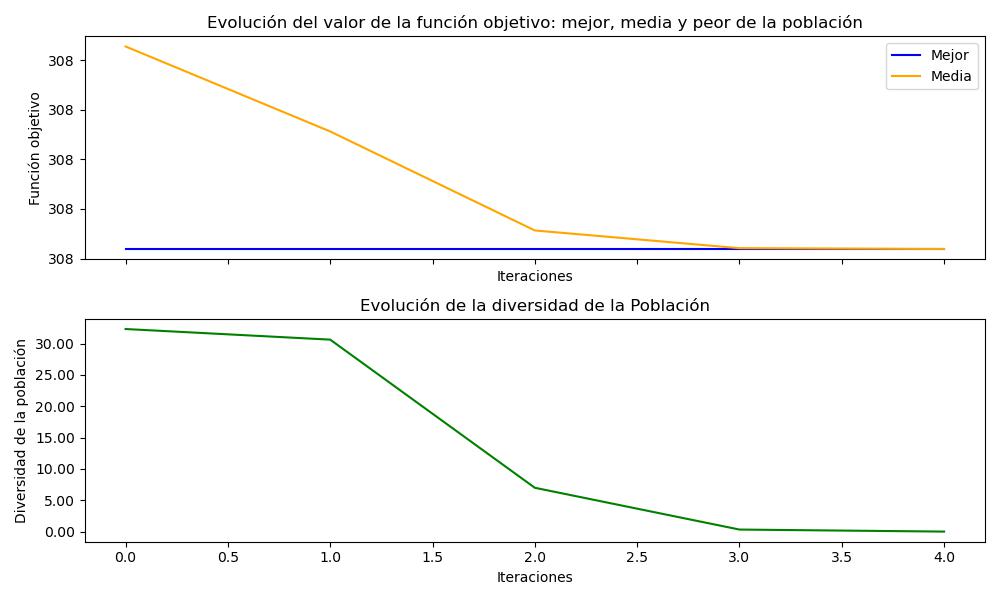 Evolución del valor de la función objetivo: mejor, media y peor de la población
308
308
308
308
308
Función objetivo
Mejor
Media
Iteraciones
Evolución de la diversidad de la Población
30.00
25.00
20.00
15.00
10.00
5.00
0.00
Diversidad de la población
0.0 0.5 1.0 1.5 2.0 2.5 3.0 3.5 4.0
Iteraciones